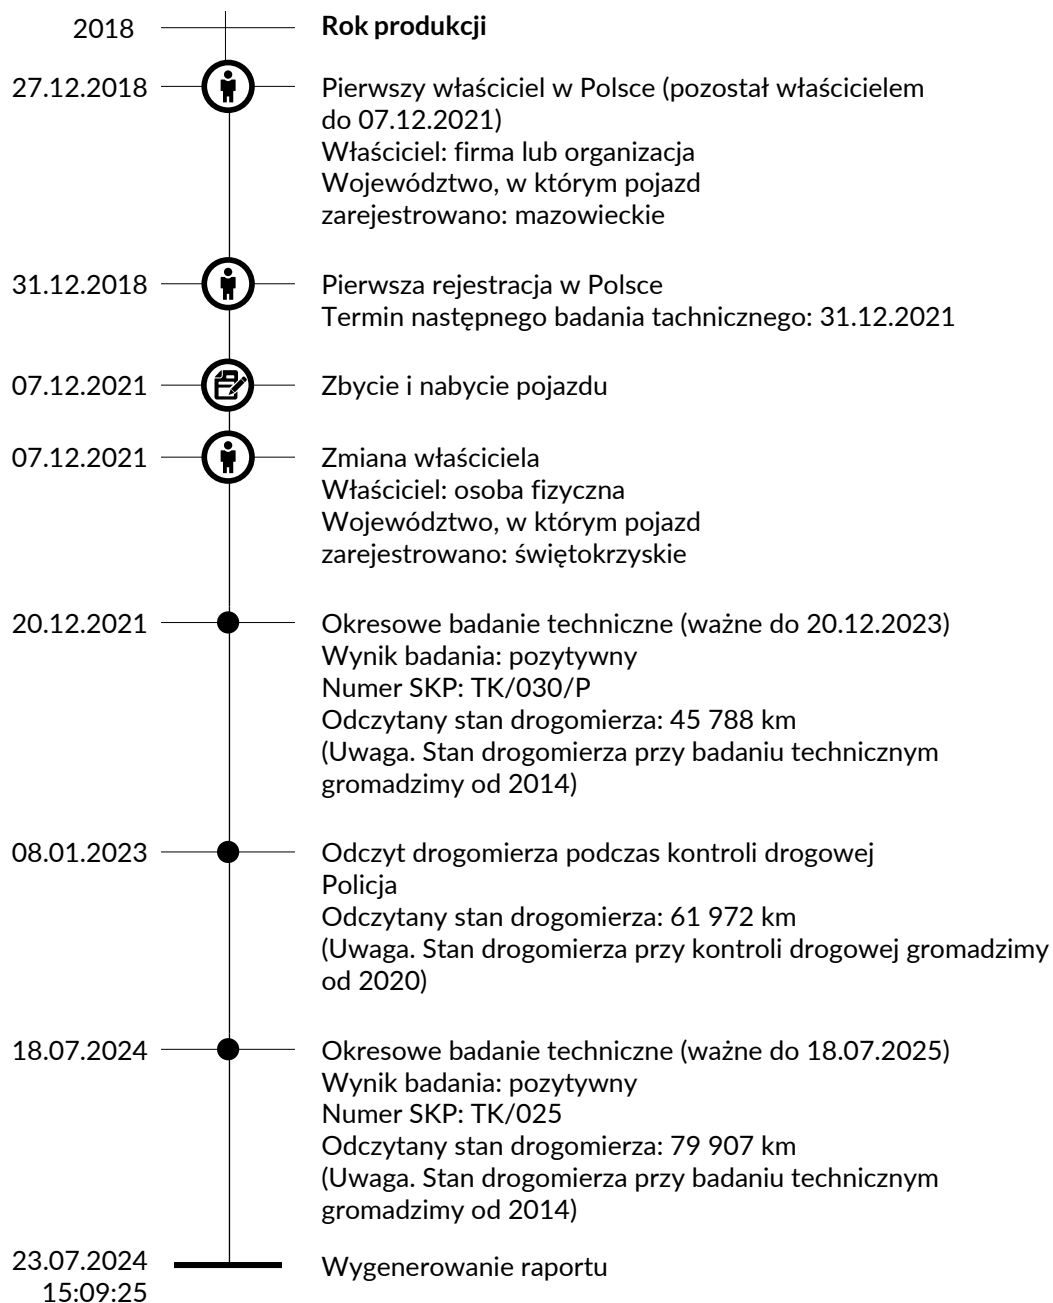 2018 Rok produkcji
27.12.2018 Pierwszy właściciel w Polsce (pozostał właścicielem
do 07.12.2021)
Właściciel: firma lub organizacja
Województwo, w którym pojazd
zarejestrowano: mazowieckie
31.12.2018 Pierwsza rejestracja w Polsce
Termin następnego badania tachnicznego: 31.12.2021
07.12.2021 Zbycie i nabycie pojazdu
07.12.2021 Zmiana właściciela
Właściciel: osoba fizyczna
Województwo, w którym pojazd
zarejestrowano: świętokrzyskie
20.12.2021 Okresowe badanie techniczne (ważne do 20.12.2023)
Wynik badania: pozytywny
Numer SKP: TK/030/P
Odczytany stan drogomierza: 45 788 km
(Uwaga. Stan drogomierza przy badaniu technicznym
gromadzimy od 2014)
08.01.2023 Odczyt drogomierza podczas kontroli drogowej
Policja
Odczytany stan drogomierza: 61 972 km
(Uwaga. Stan drogomierza przy kontroli drogowej gromadzimy
od 2020)
18.07.2024 Okresowe badanie techniczne (ważne do 18.07.2025)
Wynik badania: pozytywny
Numer SKP: TK/025
Odczytany stan drogomierza: 79 907 km
(Uwaga. Stan drogomierza przy badaniu technicznym
gromadzimy od 2014)
23.07.2024 Wygenerowanie raportu
15:09:25